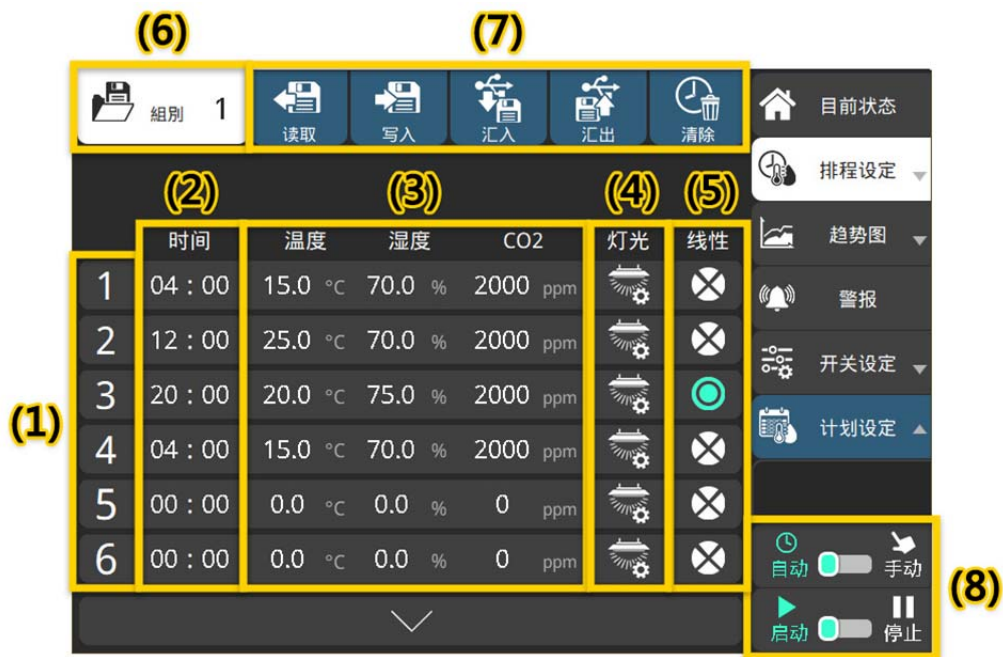 (6) (7)
組別 1 读取 写入 汇入 汇出 清除
目前状态
排程设定
(2) (3) (4) (5)
时间 温度 湿度 CO2 灯光 线性
趋势图
1 04 : 00 15.0 °C 70.0 % 2000 ppm
警报
2 12 : 00 25.0 °C 70.0 % 2000 ppm
开关设定
(1)
3 20 : 00 20.0 °C 75.0 % 2000 ppm
4 04 : 00 15.0 °C 70.0 % 2000 ppm
计划设定
5 00 : 00 0.0 °C 0.0 % 0 ppm
6 00 : 00 0.0 °C 0.0 % 0 ppm
自动 手动
(8)
启动 停止